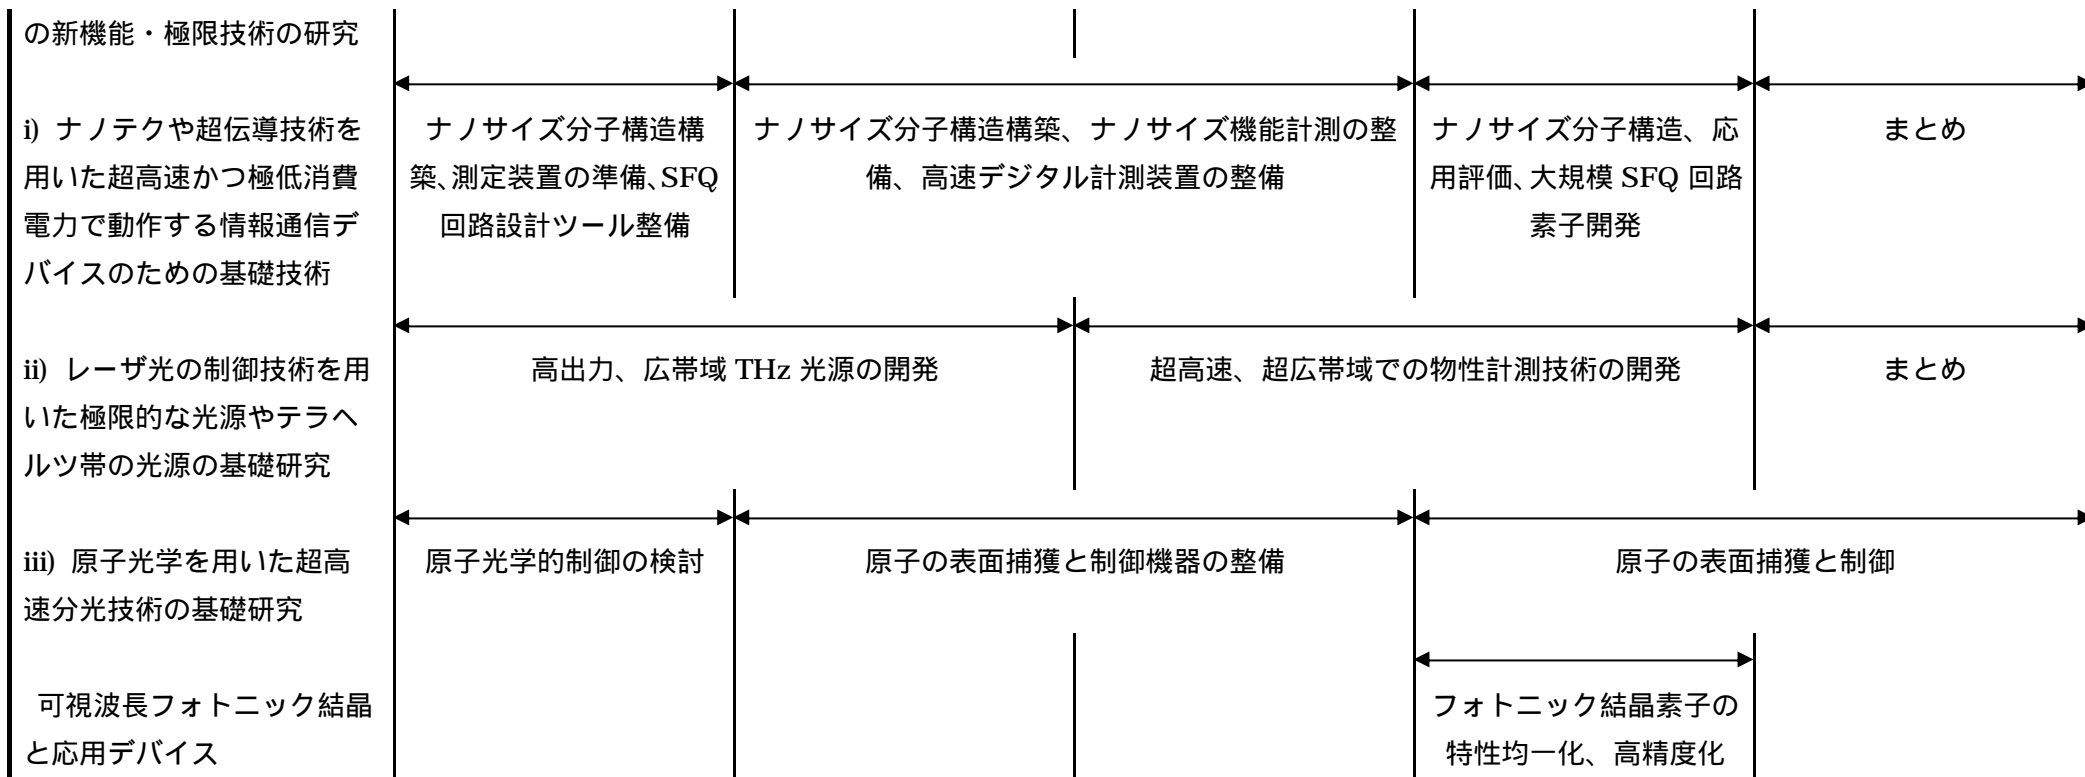 の新機能・極限技術の研究
i) ナノテクや超伝導技術を
用いた超高速かつ極低消費
電力で動作する情報通信デ
バイスのための基礎技術
ナノサイズ分子構造構
築、測定装置の準備、SFQ
回路設計ツール整備
ナノサイズ分子構造構築、ナノサイズ機能計測の整
備、高速デジタル計測装置の整備
ナノサイズ分子構造、応
用評価、大規模 SFQ 回路
素子開発
まとめ
ii) レーザ光の制御技術を用
いた極限的な光源やテラヘ
ルツ帯の光源の基礎研究
高出力、広帯域 THz 光源の開発
超高速、超広帯域での物性計測技術の開発
まとめ
iii) 原子光学を用いた超高
速分光技術の基礎研究
原子光学的制御の検討
原子の表面捕獲と制御機器の整備
原子の表面捕獲と制御
可視波長フォトニック結晶
と応用デバイス
フォトニック結晶素子の
特性均一化、高精度化